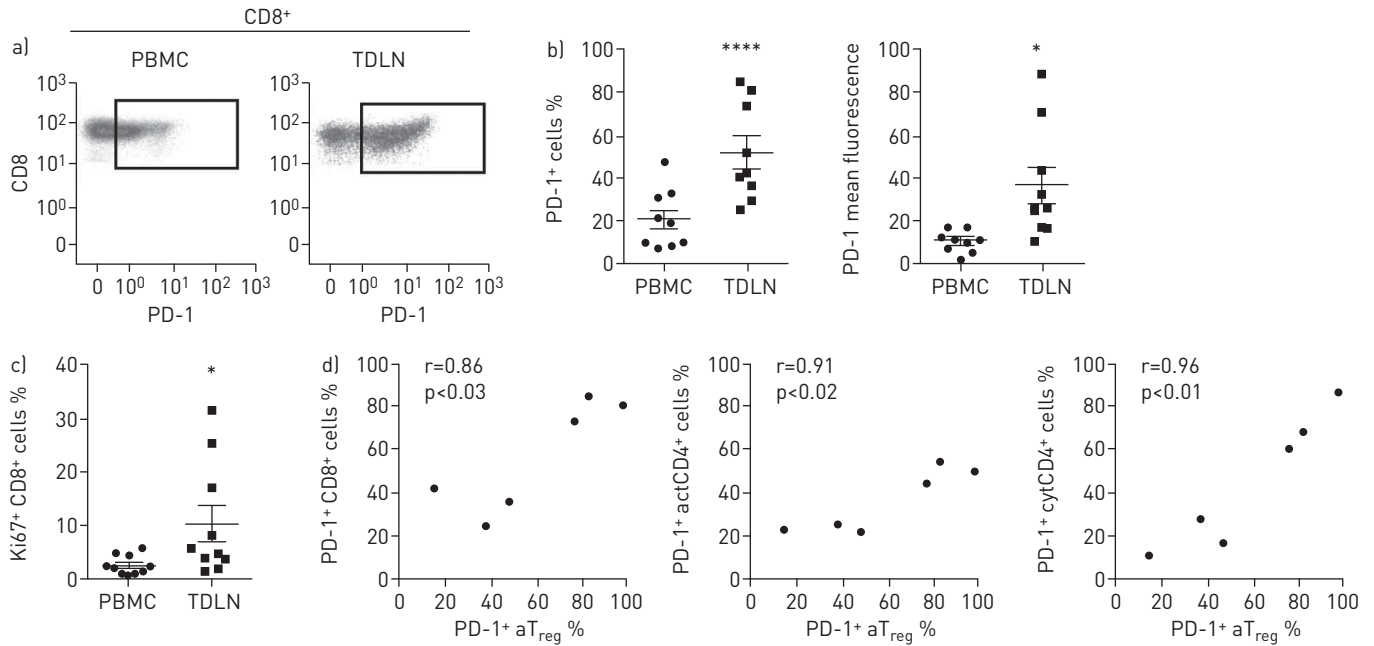 CD8⁺
a)
PBMC
TDLN
10³
10²
10¹
10⁰
0
CD8
0 10⁰ 10¹ 10² 10³
PD-1
10³
10²
10¹
10⁰
0
0 10⁰ 10¹ 10² 10³
PD-1
b)
PD-1⁺ cells %
100
80
60
40
20
0
****
PBMC TDLN
PD-1 mean fluorescence
100
80
60
40
20
0
*
PBMC TDLN
c)
Ki67⁺ CD8⁺ cells %
40
30
20
10
0
*
PBMC TDLN
d)
PD-1⁺ CD8⁺ cells %
100
80
60
40
20
0
r=0.86
p<0.03
0 20 40 60 80 100
PD-1⁺ aTreg %
PD-1⁺ actCD4⁺ cells %
100
80
60
40
20
0
r=0.91
p<0.02
0 20 40 60 80 100
PD-1⁺ aTreg %
PD-1⁺ cytCD4⁺ cells %
100
80
60
40
20
0
r=0.96
p<0.01
0 20 40 60 80 100
PD-1⁺ aTreg %